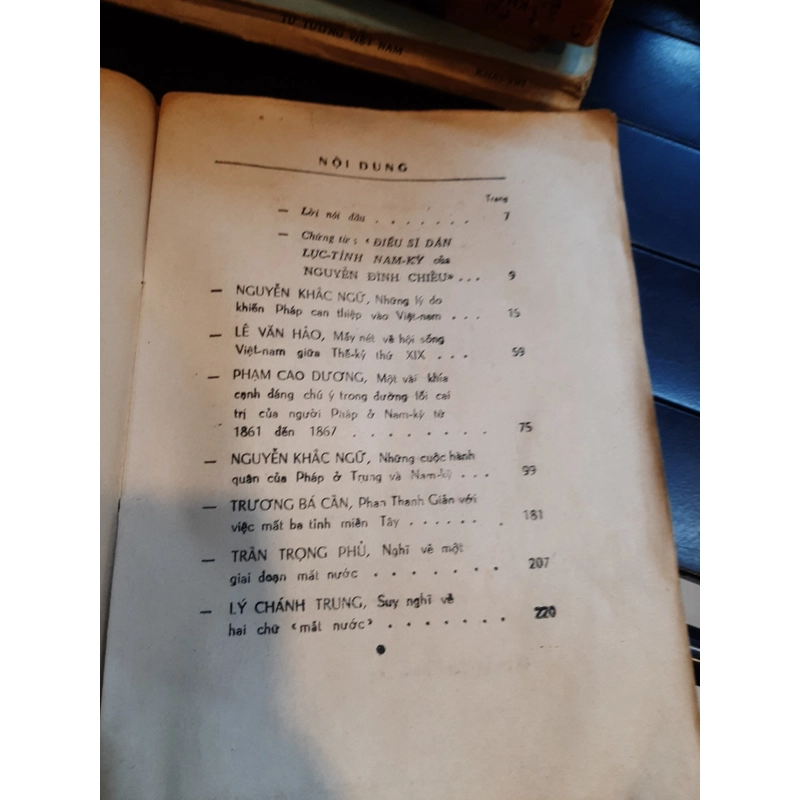 TƯ TƯỞNG VIỆT NAM
NỘI DUNG
Trang
— Lời nói đầu . . . . . . . 7
— Chứng từ : « ĐIẾU SĨ DÂN
LỤC-TỈNH NAM-KỲ của
NGUYỄN ĐÌNH CHIỂU» . . . 9
— NGUYỄN KHẮC NGỮ, Những lý do
khiến Pháp can thiệp vào Việt-nam . . . 15
— LÊ VĂN HẢO, Mấy nét về hội sống
Việt-nam giữa Thế-kỷ thứ XIX . . . 59
— PHẠM CAO DƯƠNG, Một vài khía
cạnh đáng chú ý trong đường lối cai
trị của người Pháp ở Nam-kỳ từ
1861 đến 1867 . . . . . . . . 75
— NGUYỄN KHẮC NGỮ, Những cuộc hành
quân của Pháp ở Trung và Nam-kỳ . . . 99
— TRƯƠNG BÁ CẦN, Phan Thanh Giản với
việc mất ba tỉnh miền Tây . . . . . . 181
— TRẦN TRỌNG PHỦ, Nghĩ về một
giai đoạn mất nước . . . . . . . 207
— LÝ CHÁNH TRUNG, Suy nghĩ về
hai chữ «mất nước» . . . . . . . 220